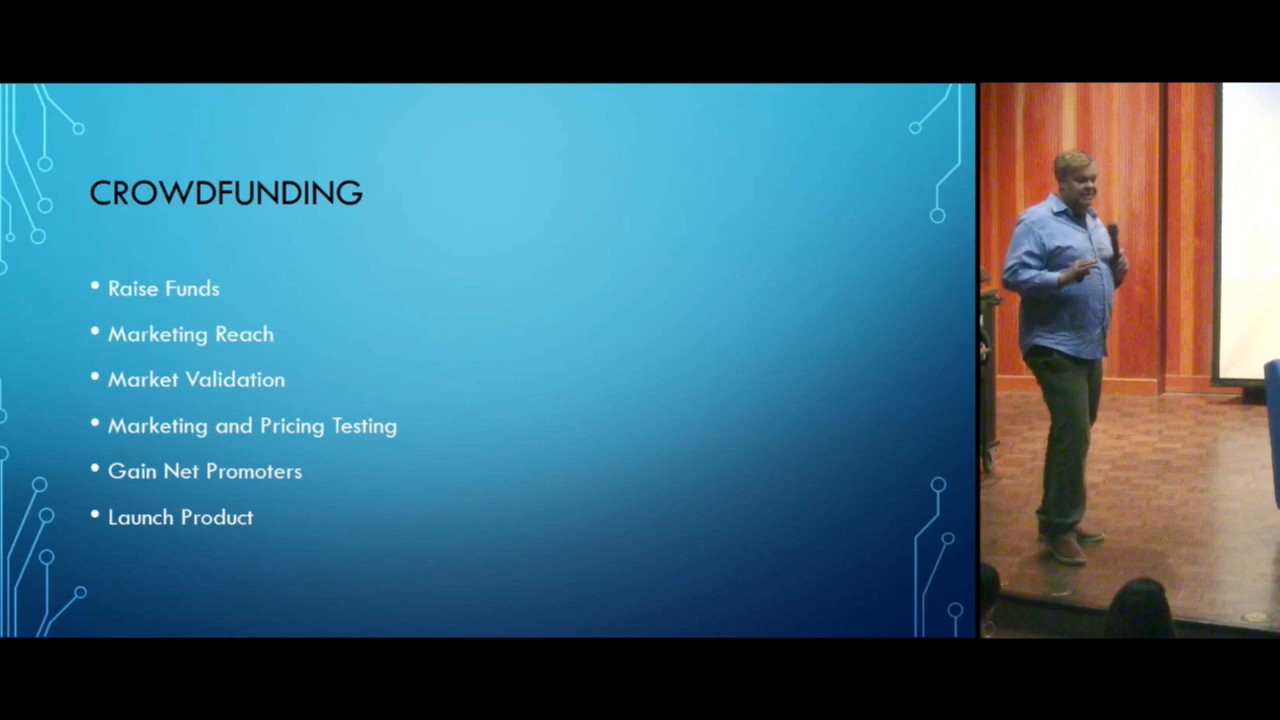 CROWDFUNDING
• Raise Funds
• Marketing Reach
• Market Validation
• Marketing and Pricing Testing
• Gain Net Promoters
• Launch Product